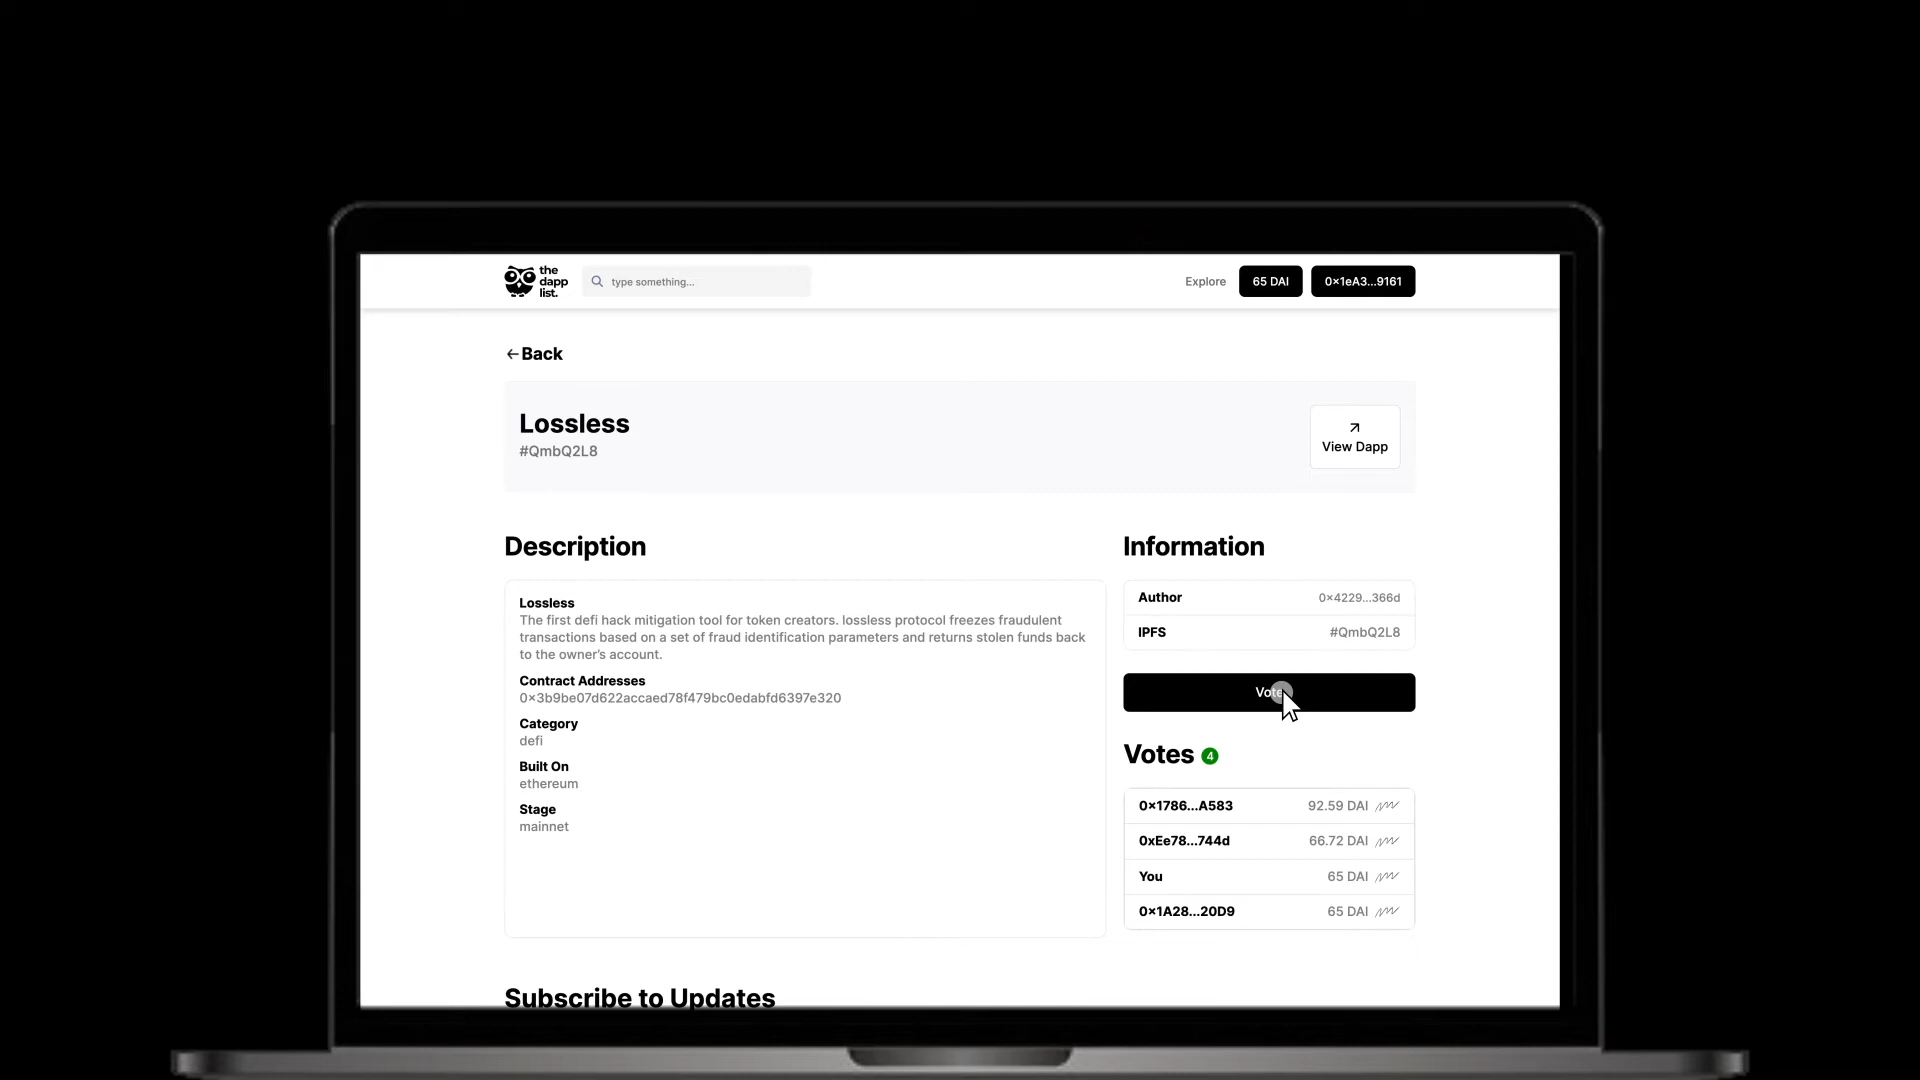 the
dapp
list.
type something...
Explore
65 DAI
0×1eA3...9161
←Back
Lossless
#QmbQ2L8
View Dapp
Description
Information
Lossless
The first defi hack mitigation tool for token creators. lossless protocol freezes fraudulent
transactions based on a set of fraud identification parameters and returns stolen funds back
to the owner's account.
Contract Addresses
0×3b9be07d622accaed78f479bc0edabfd6397e320
Category
defi
Built On
ethereum
Stage
mainnet
Author 0×4229...366d
IPFS #QmbQ2L8
Vote
Votes 4
0×1786...A583 92.59 DAI
0xEe78...744d 66.72 DAI
You 65 DAI
0×1A28...20D9 65 DAI
Subscribe to Updates